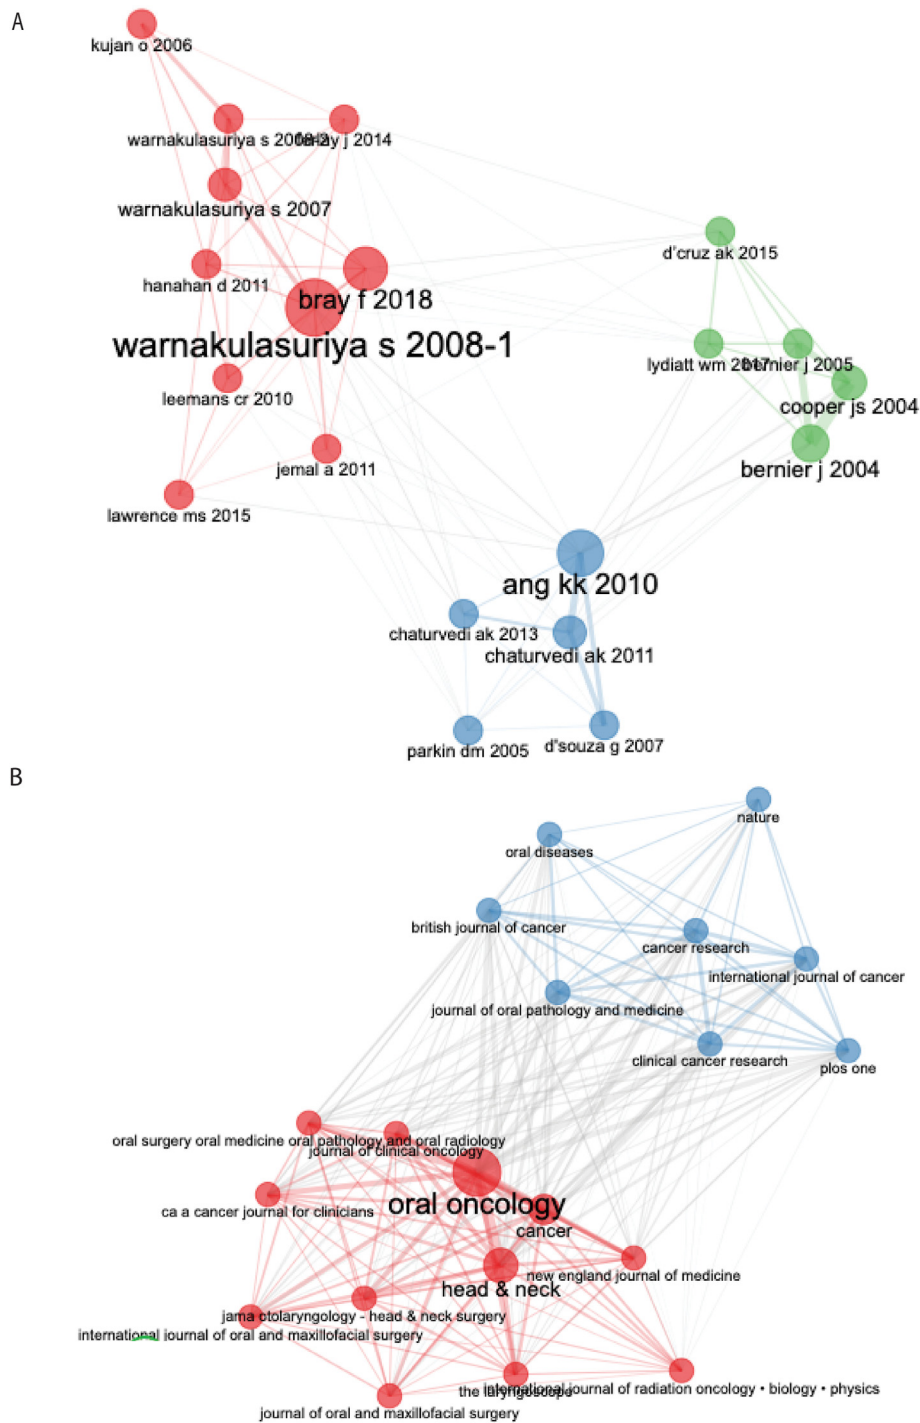 A
kujan o 2006
warnakulasuriya s 2008-2
ferlay j 2014
warnakulasuriya s 2007
d'cruz ak 2015
hanahan d 2011
bray f 2018
warnakulasuriya s 2008-1
lydiatt wm 2017
bernier j 2005
leemans cr 2010
cooper js 2004
jemal a 2011
bernier j 2004
lawrence ms 2015
ang kk 2010
chaturvedi ak 2013
chaturvedi ak 2011
parkin dm 2005
d'souza g 2007
B
nature
oral diseases
british journal of cancer
cancer research
international journal of cancer
journal of oral pathology and medicine
clinical cancer research
plos one
oral surgery oral medicine oral pathology and oral radiology
journal of clinical oncology
oral oncology
ca a cancer journal for clinicians
cancer
new england journal of medicine
head & neck
jama otolaryngology - head & neck surgery
international journal of oral and maxillofacial surgery
the laryngoscope
international journal of radiation oncology • biology • physics
journal of oral and maxillofacial surgery